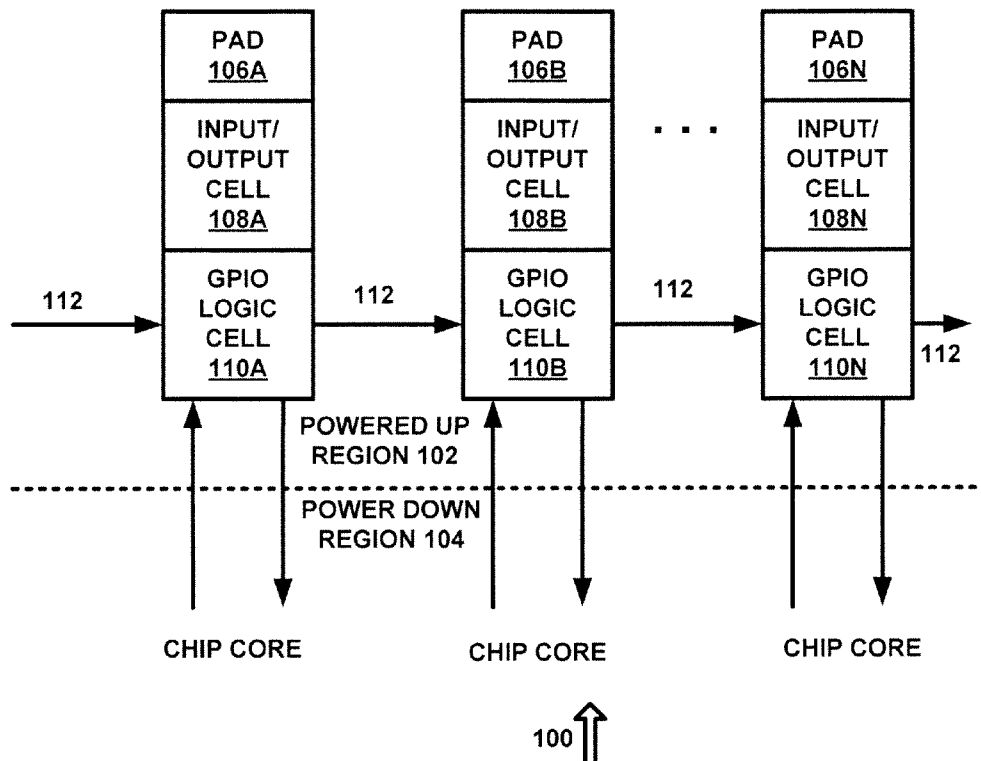 PAD
106A
PAD
106B
PAD
106N
INPUT/
OUTPUT
CELL
108A
INPUT/
OUTPUT
CELL
108B
. . .
INPUT/
OUTPUT
CELL
108N
112
GPIO
LOGIC
CELL
110A
112
GPIO
LOGIC
CELL
110B
112
GPIO
LOGIC
CELL
110N
112
POWERED UP
REGION 102
POWER DOWN
REGION 104
CHIP CORE
CHIP CORE
CHIP CORE
100